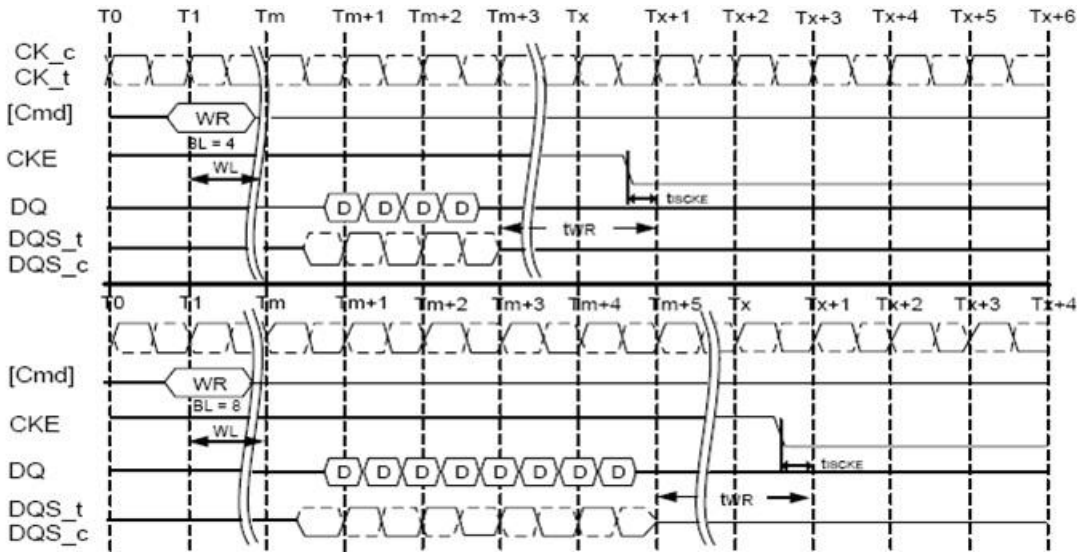 T0 T1 Tm Tm+1 Tm+2 Tm+3 Tx Tx+1 Tx+2 Tx+3 Tx+4 Tx+5 Tx+6
CK_c
CK_t
[Cmd] WR
BL = 4
CKE
WL
tISCKE
DQ D D D D
tWR
DQS_t
DQS_c
T0 T1 Tm Tm+1 Tm+2 Tm+3 Tm+4 Tm+5 Tx Tx+1 Tx+2 Tx+3 Tx+4
[Cmd] WR
BL = 8
CKE
WL
tISCKE
DQ D D D D D D D D
tWR
DQS_t
DQS_c